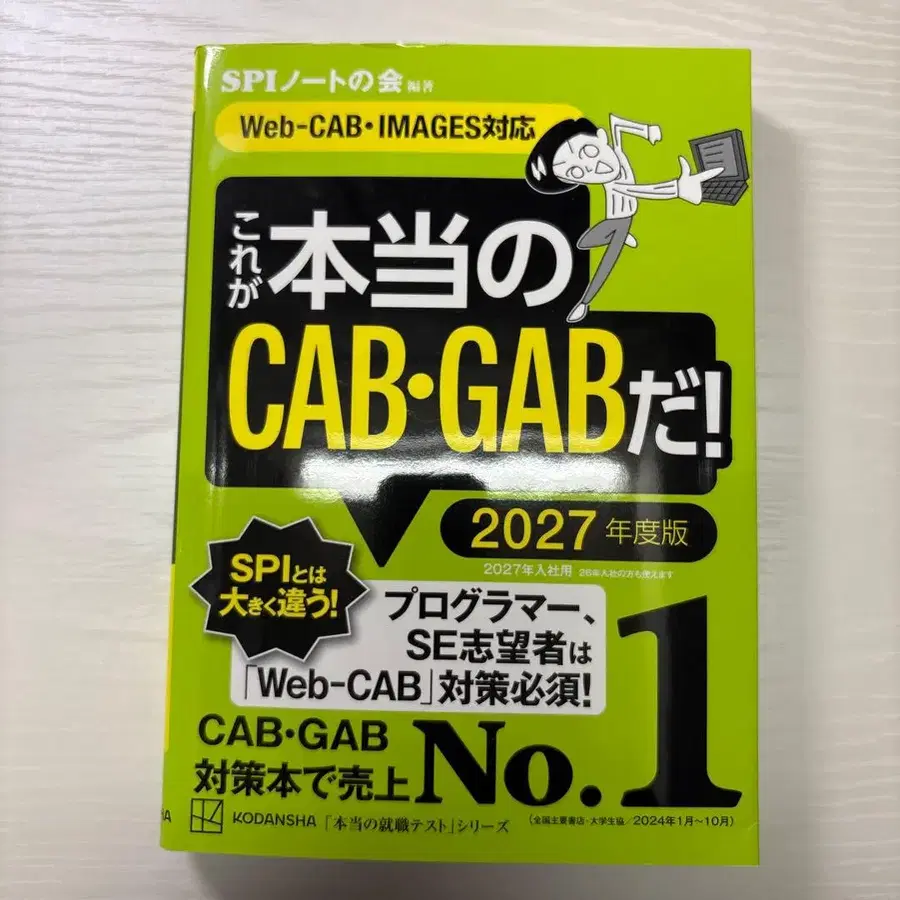 SPIノートの会 編著
Web-CAB・IMAGES対応
これが
本当の
CAB・GABだ!
2027年度版
2027年入社用 26年入社の方も使えます
SPIとは
大きく違う!
プログラマー、
SE志望者は
「Web-CAB」対策必須!
CAB・GAB
対策本で売上
No.1
KODANSHA「本当の就職テスト」シリーズ
(全国主要書店・大学生協/2024年1月~10月)